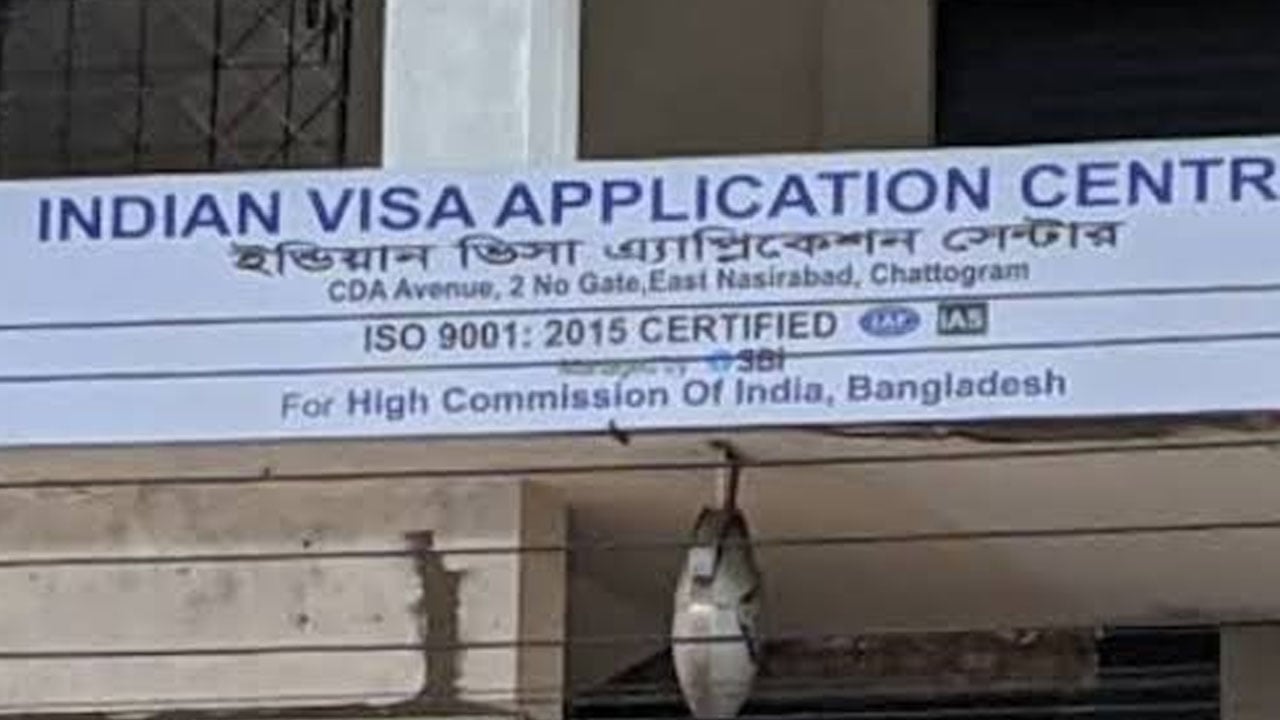 INDIAN VISA APPLICATION CENTR
ইন্ডিয়ান ভিসা এ্যাপ্লিকেশন সেন্টার
CDA Avenue, 2 No Gate,East Nasirabad, Chattogram
ISO 9001: 2015 CERTIFIED IAF IAS
SBI
For High Commission Of India, Bangladesh